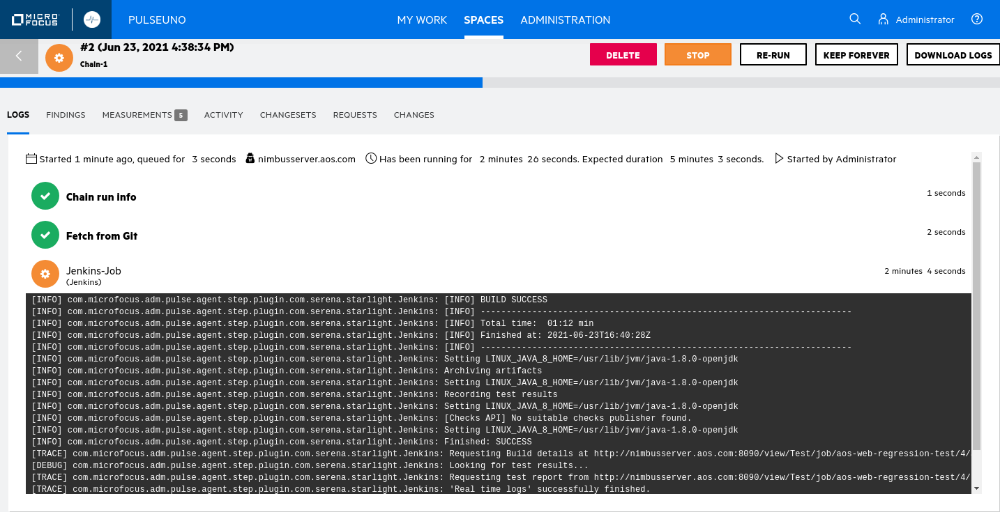 MICRO FOCUS
PULSEUNO
MY WORK SPACES ADMINISTRATION
Administrator
#2 (Jun 23, 2021 4:38:34 PM)
Chain-1
DELETE STOP RE-RUN KEEP FOREVER DOWNLOAD LOGS
LOGS FINDINGS MEASUREMENTS 5 ACTIVITY CHANGESETS REQUESTS CHANGES
Started 1 minute ago, queued for 3 seconds nimbusserver.aos.com Has been running for 2 minutes 26 seconds. Expected duration 5 minutes 3 seconds. Started by Administrator
Chain run info 1 seconds
Fetch from Git 2 seconds
Jenkins-Job 2 minutes 4 seconds
(Jenkins)
[INFO] com.microfocus.adm.pulse.agent.step.plugin.com.serena.starlight.Jenkins: [INFO] BUILD SUCCESS
[INFO] com.microfocus.adm.pulse.agent.step.plugin.com.serena.starlight.Jenkins: [INFO] ------------------------------------------------------------------------
[INFO] com.microfocus.adm.pulse.agent.step.plugin.com.serena.starlight.Jenkins: [INFO] Total time:  01:12 min
[INFO] com.microfocus.adm.pulse.agent.step.plugin.com.serena.starlight.Jenkins: [INFO] Finished at: 2021-06-23T16:40:28Z
[INFO] com.microfocus.adm.pulse.agent.step.plugin.com.serena.starlight.Jenkins: [INFO] ------------------------------------------------------------------------
[INFO] com.microfocus.adm.pulse.agent.step.plugin.com.serena.starlight.Jenkins: Setting LINUX_JAVA_8_HOME=/usr/lib/jvm/java-1.8.0-openjdk
[INFO] com.microfocus.adm.pulse.agent.step.plugin.com.serena.starlight.Jenkins: Archiving artifacts
[INFO] com.microfocus.adm.pulse.agent.step.plugin.com.serena.starlight.Jenkins: Setting LINUX_JAVA_8_HOME=/usr/lib/jvm/java-1.8.0-openjdk
[INFO] com.microfocus.adm.pulse.agent.step.plugin.com.serena.starlight.Jenkins: Recording test results
[INFO] com.microfocus.adm.pulse.agent.step.plugin.com.serena.starlight.Jenkins: Setting LINUX_JAVA_8_HOME=/usr/lib/jvm/java-1.8.0-openjdk
[INFO] com.microfocus.adm.pulse.agent.step.plugin.com.serena.starlight.Jenkins: [Checks API] No suitable checks publisher found.
[INFO] com.microfocus.adm.pulse.agent.step.plugin.com.serena.starlight.Jenkins: Setting LINUX_JAVA_8_HOME=/usr/lib/jvm/java-1.8.0-openjdk
[INFO] com.microfocus.adm.pulse.agent.step.plugin.com.serena.starlight.Jenkins: Finished: SUCCESS
[TRACE] com.microfocus.adm.pulse.agent.step.plugin.com.serena.starlight.Jenkins: Requesting Build details at http://nimbusserver.aos.com:8090/view/Test/job/aos-web-regression-test/4/
[DEBUG] com.microfocus.adm.pulse.agent.step.plugin.com.serena.starlight.Jenkins: Looking for test results...
[TRACE] com.microfocus.adm.pulse.agent.step.plugin.com.serena.starlight.Jenkins: Requesting test report from http://nimbusserver.aos.com:8090/view/Test/job/aos-web-regression-test/4/
[TRACE] com.microfocus.adm.pulse.agent.step.plugin.com.serena.starlight.Jenkins: 'Real time logs' successfully finished.